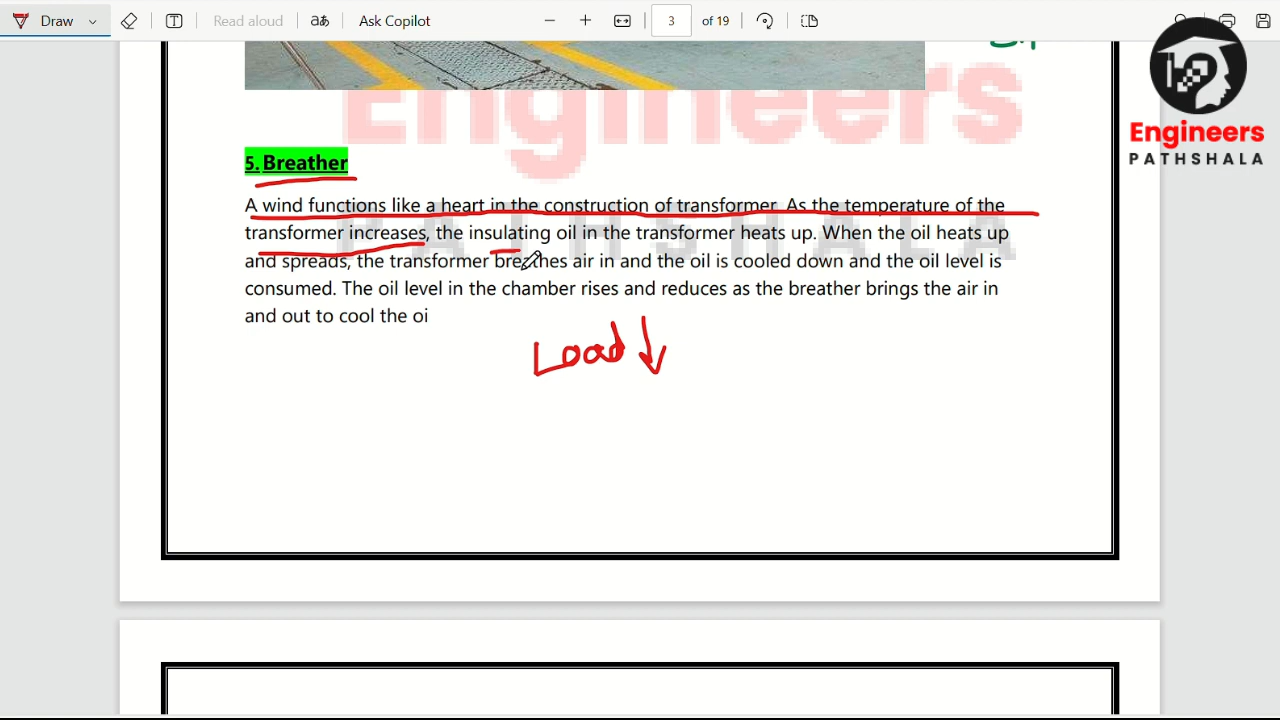 Draw
Read aloud
aあ
Ask Copilot
3
of 19
Engineers
PATHSHALA
Engineers
5. Breather
A wind functions like a heart in the construction of transformer. As the temperature of the
transformer increases, the insulating oil in the transformer heats up. When the oil heats up
and spreads, the transformer breathes air in and the oil is cooled down and the oil level is
consumed. The oil level in the chamber rises and reduces as the breather brings the air in
and out to cool the oi
PATHSHALA
Load